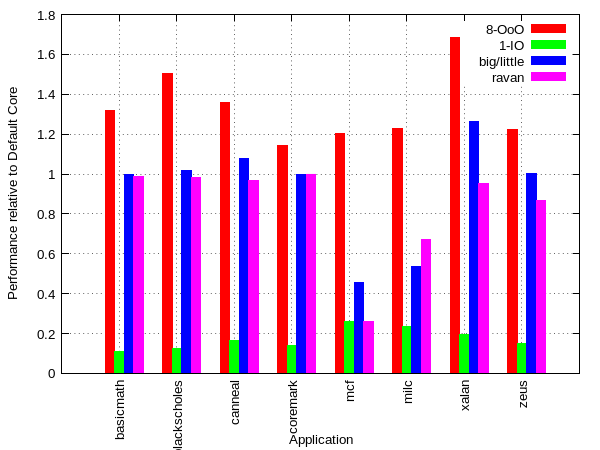 1.8
1.6
1.4
1.2
1
0.8
0.6
0.4
0.2
0
Performance relative to Default Core
8-OoO
1-IO
big/little
ravan
basicmath
lackscholes
canneal
coremark
mcf
milc
xalan
zeus
Application